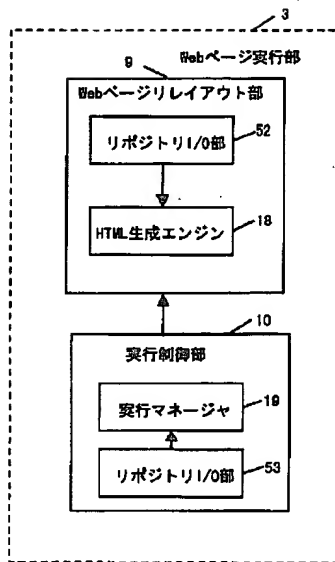 3
Webページ実行部
9
Webページリレイアウト部
リポジトリI/O部
52
HTML生成エンジン
18
10
実行制御部
実行マネージャ
19
リポジトリI/O部
53